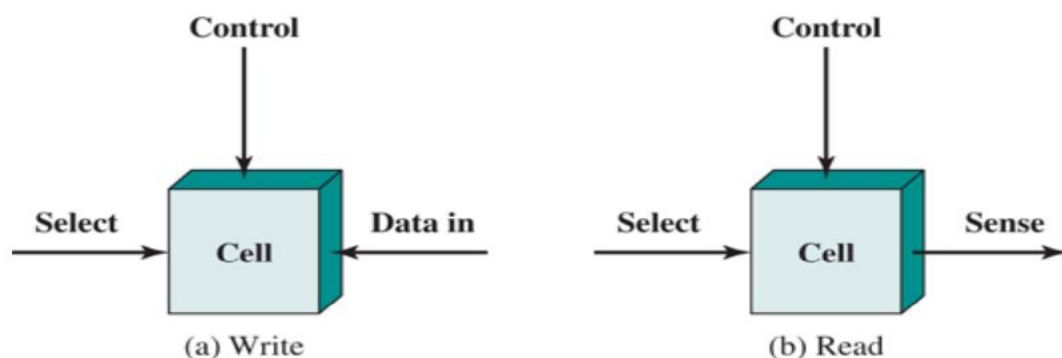 Control
Select
Cell
Data in
(a) Write
Control
Select
Cell
Sense
(b) Read